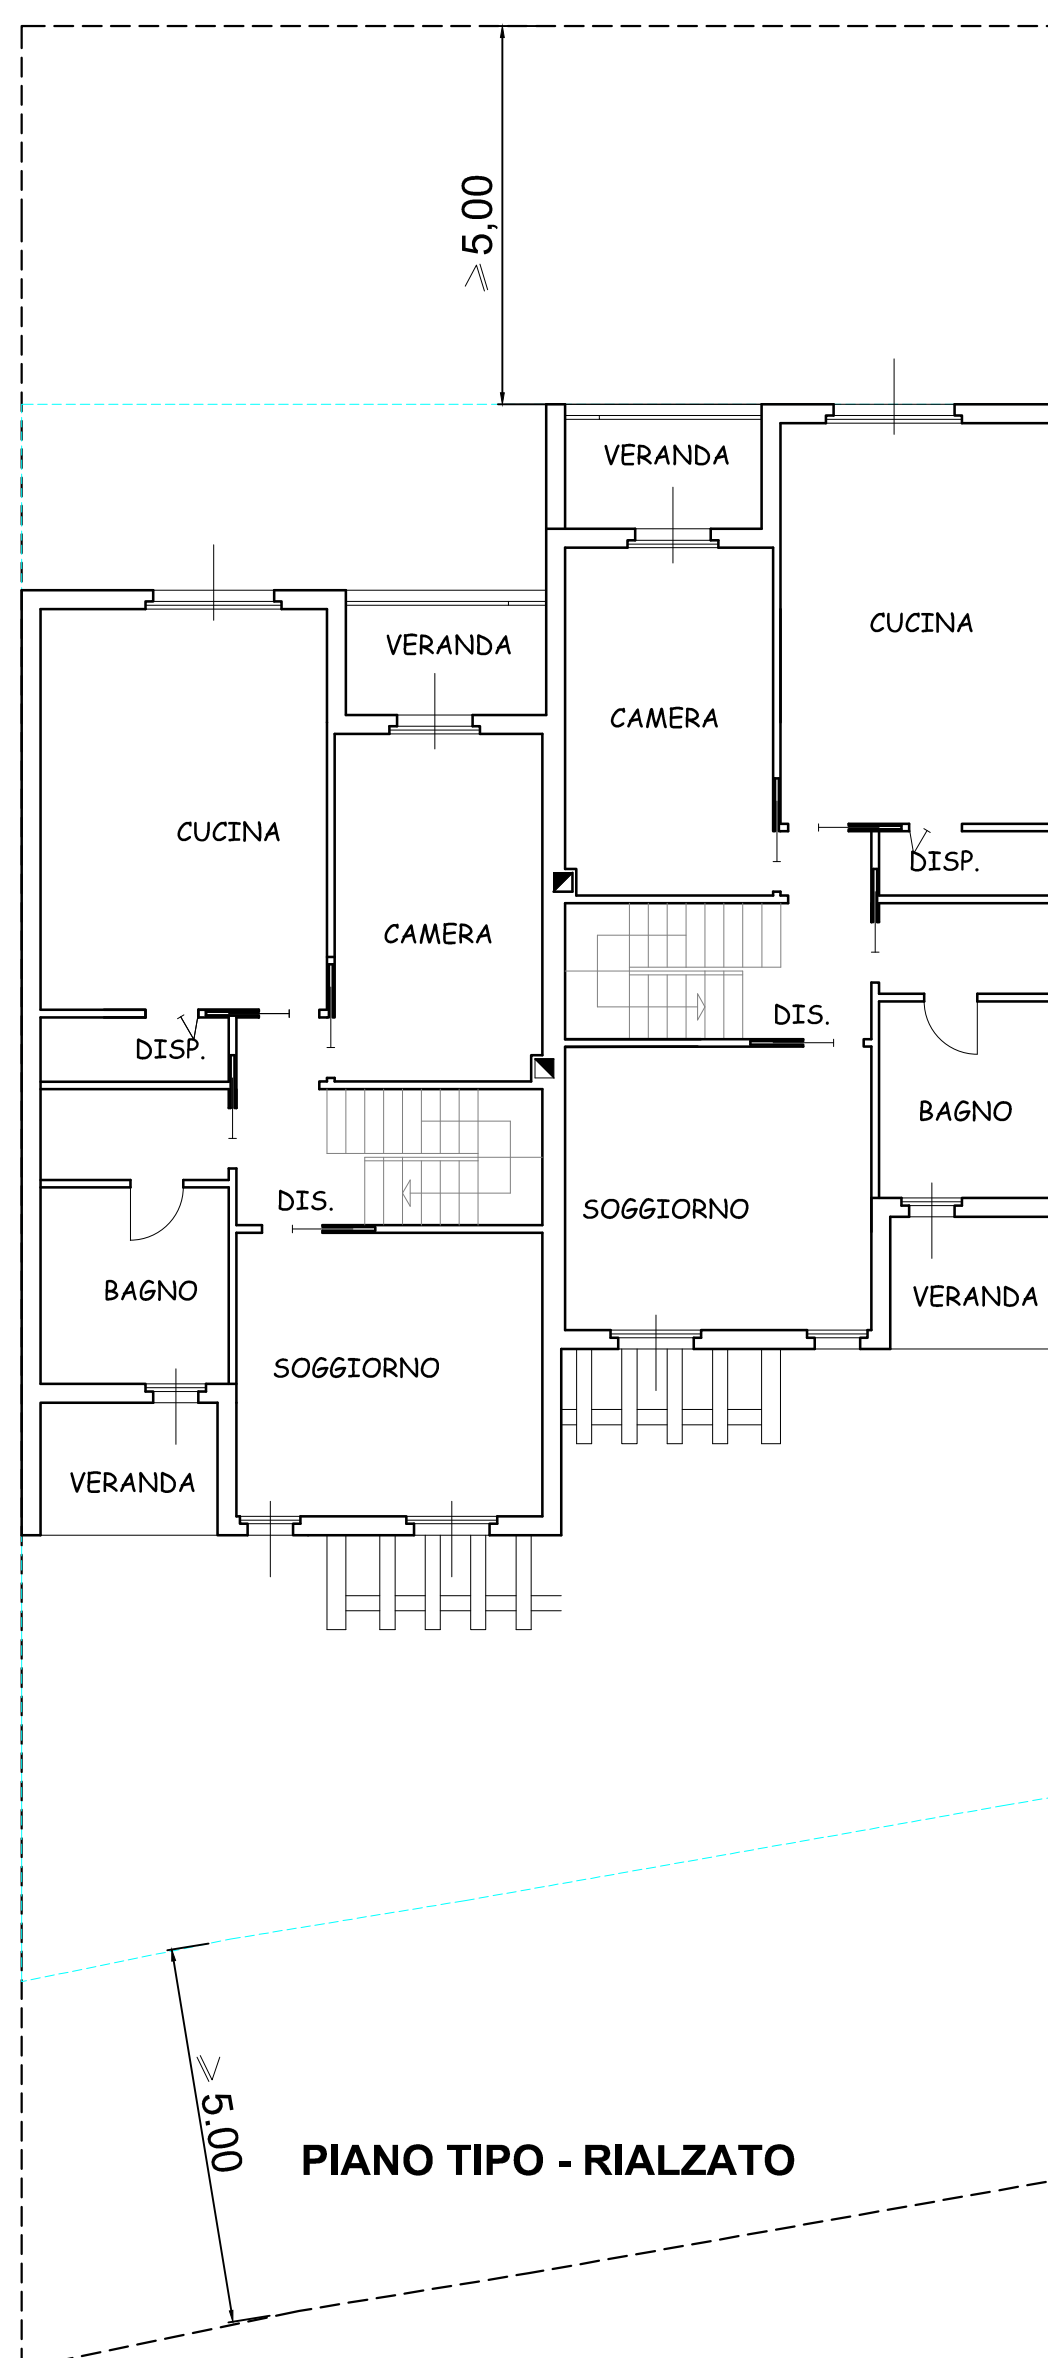 ⩾ 5,00
VERANDA
CUCINA
VERANDA
CAMERA
CUCINA
DISP.
CAMERA
DIS.
DISP.
BAGNO
DIS.
SOGGIORNO
BAGNO
VERANDA
SOGGIORNO
VERANDA
⩾ 5.00
PIANO TIPO - RIALZATO